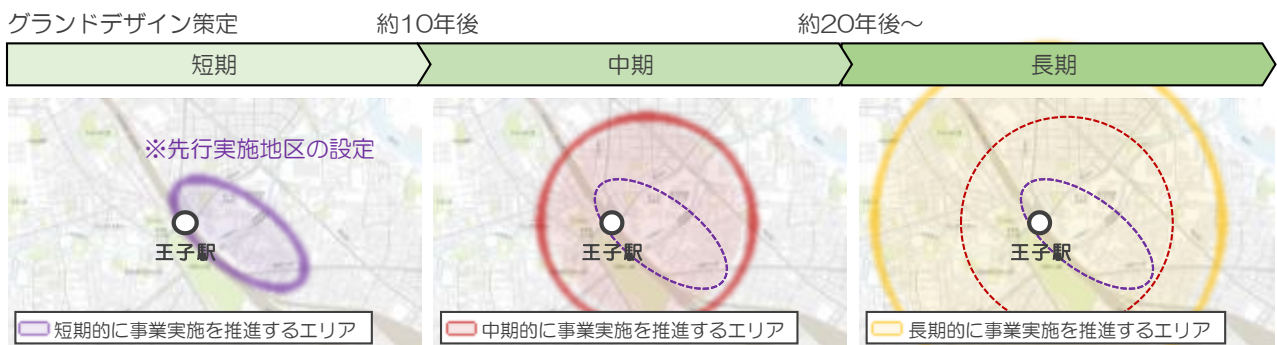 グランドデザイン策定
約10年後
約20年後～
短期
中期
長期
※先行実施地区の設定
王子駅
短期的に事業実施を推進するエリア
王子駅
中期的に事業実施を推進するエリア
王子駅
長期的に事業実施を推進するエリア